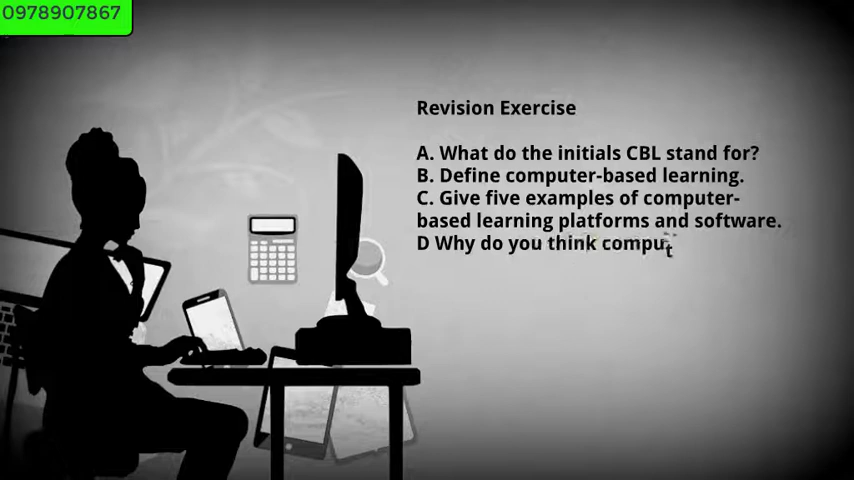 0978907867
Revision Exercise
A. What do the initials CBL stand for?
B. Define computer-based learning.
C. Give five examples of computer-
based learning platforms and software.
D Why do you think comput